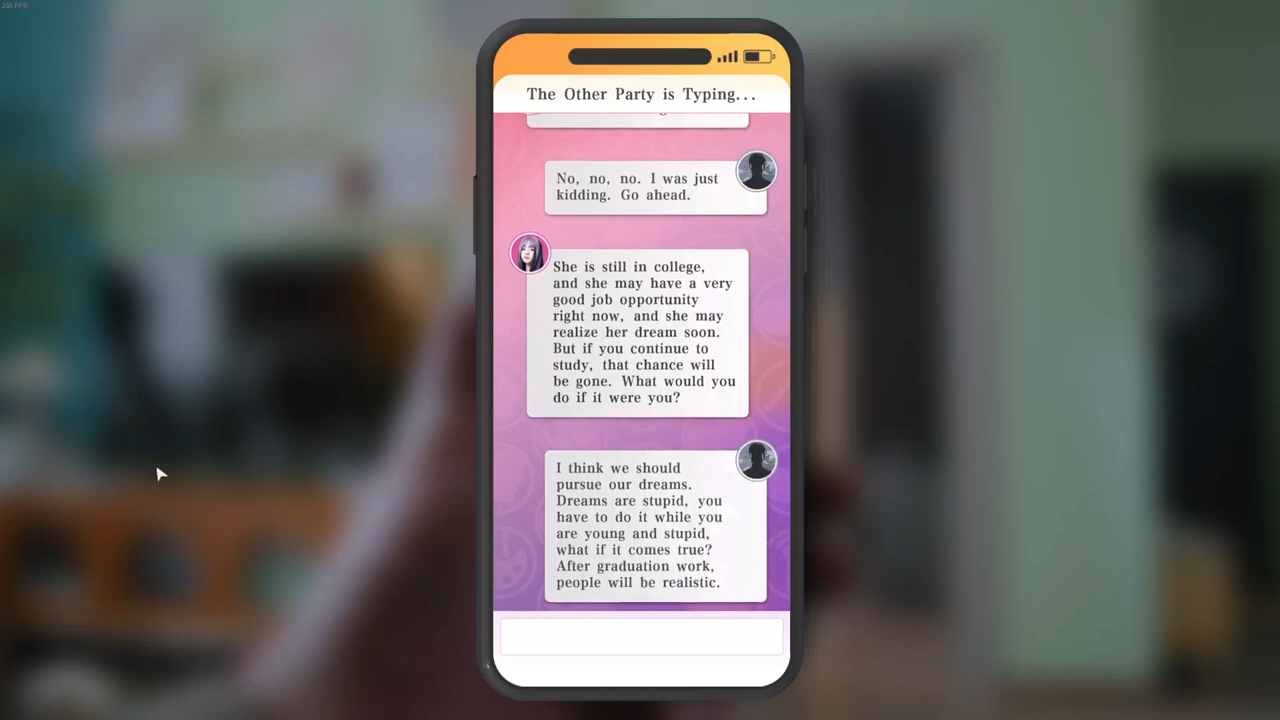 236 FPS
The Other Party is Typing...
No, no, no. I was just
kidding. Go ahead.
She is still in college,
and she may have a very
good job opportunity
right now, and she may
realize her dream soon.
But if you continue to
study, that chance will
be gone. What would you
do if it were you?
I think we should
pursue our dreams.
Dreams are stupid, you
have to do it while you
are young and stupid,
what if it comes true?
After graduation work,
people will be realistic.